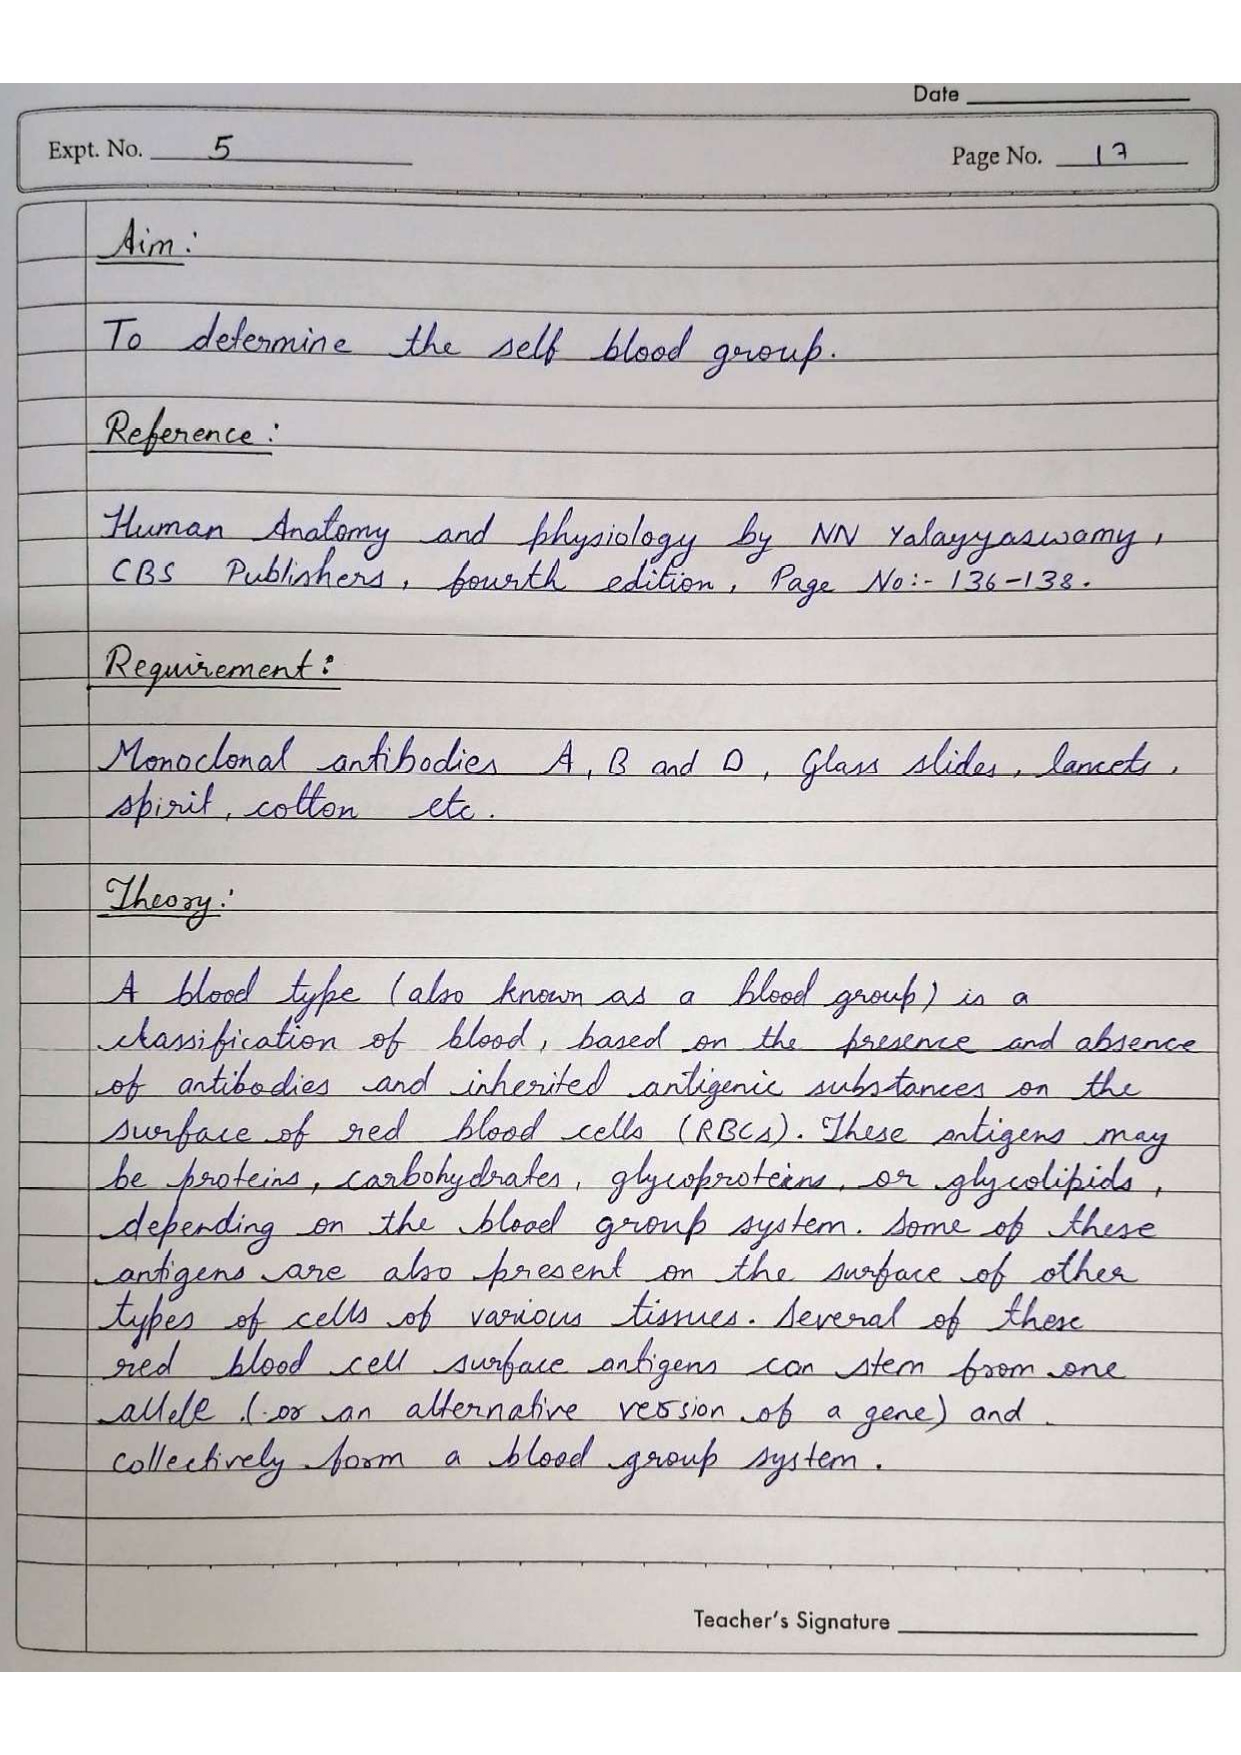 Date
Expt. No. 5
Page No. 17
Aim:
To determine the self blood group.
Reference:
Human Anatomy and physiology by NN Yalayyaswamy,
CBS Publishers, fourth edition, Page No:- 136-138.
Requirement:
Monoclonal antibodies A, B and D, Glass slides, lancets,
spirit, cotton etc.
Theory:
A blood type (also known as a blood group) is a
classification of blood, based on the presence and absence
of antibodies and inherited antigenic substances on the
surface of red blood cells (RBCs). These antigens may
be proteins, carbohydrates, glycoproteins, or glycolipids,
depending on the blood group system. Some of these
antigens are also present on the surface of other
types of cells of various tissues. Several of these
red blood cell surface antigens can stem from one
allele (or an alternative version of a gene) and
collectively form a blood group system.
Teacher's Signature